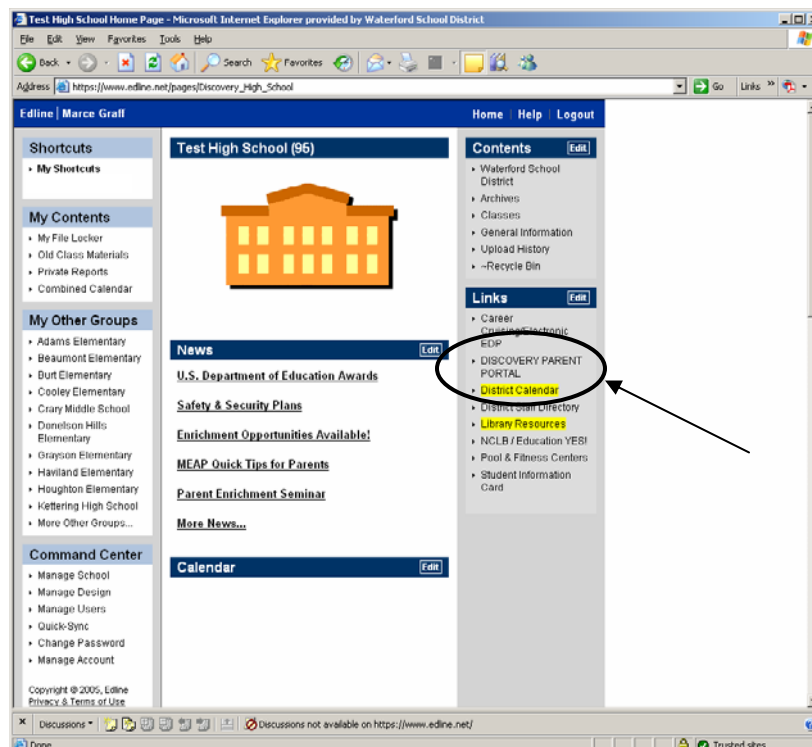 Test High School Home Page - Microsoft Internet Explorer provided by Waterford School District
File Edit View Favorites Tools Help
Back Search Favorites
Address https://www.edline.net/pages/Discovery_High_School Go Links »
Edline | Marce Graff
Home | Help | Logout
Shortcuts
My Shortcuts
My Contents
My File Locker
Old Class Materials
Private Reports
Combined Calendar
My Other Groups
Adams Elementary
Beaumont Elementary
Burt Elementary
Cooley Elementary
Crary Middle School
Donelson Hills
Elementary
Grayson Elementary
Haviland Elementary
Houghton Elementary
Kettering High School
More Other Groups...
Command Center
Manage School
Manage Design
Manage Users
Quick-Sync
Change Password
Manage Account
Copyright © 2005, Edline
Privacy & Terms of Use
Test High School (95)
News Edit
U.S. Department of Education Awards
Safety & Security Plans
Enrichment Opportunities Available!
MEAP Quick Tips for Parents
Parent Enrichment Seminar
More News...
Calendar Edit
Contents Edit
Waterford School
District
Archives
Classes
General Information
Upload History
~Recycle Bin
Links Edit
Career
Cruising/Electronic
EDP
DISCOVERY PARENT
PORTAL
District Calendar
District Staff Directory
Library Resources
NCLB / Education YES!
Pool & Fitness Centers
Student Information
Card
Discussions Discussions not available on https://www.edline.net/
Done Trusted sites